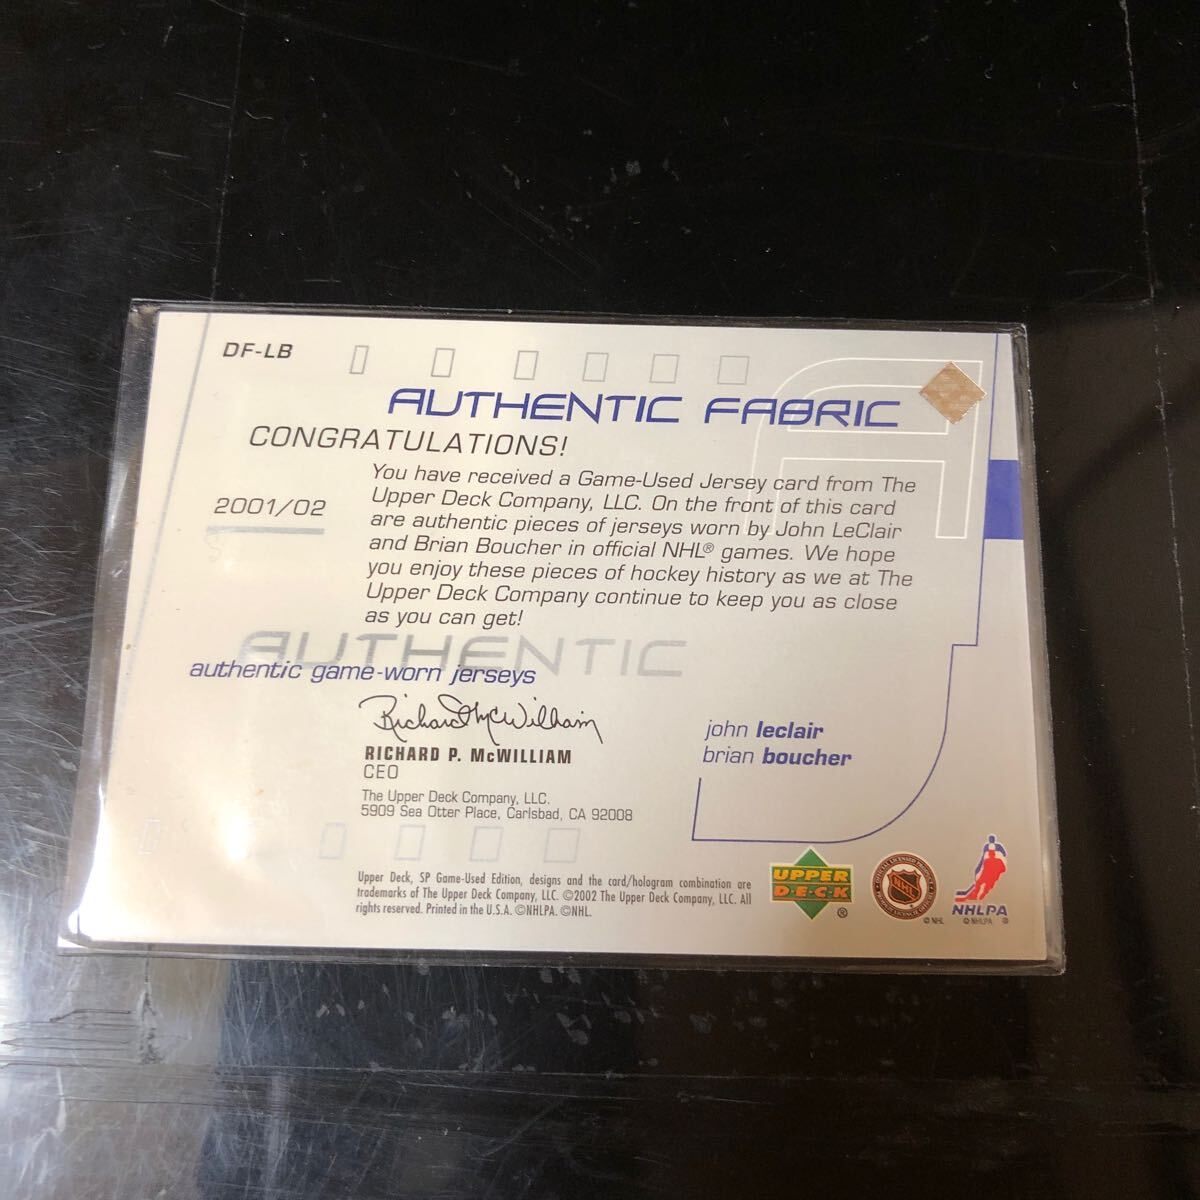 DF-LB
AUTHENTIC FABRIC
CONGRATULATIONS!
You have received a Game-Used Jersey card from The
Upper Deck Company, LLC. On the front of this card
are authentic pieces of jerseys worn by John LeClair
and Brian Boucher in official NHL® games. We hope
you enjoy these pieces of hockey history as we at The
Upper Deck Company continue to keep you as close
as you can get!
2001/02
AUTHENTIC
authentic game-worn jerseys
Richard McWilliam
RICHARD P. McWILLIAM
CEO
The Upper Deck Company, LLC.
5909 Sea Otter Place, Carlsbad, CA 92008
john leclair
brian boucher
Upper Deck, SP Game-Used Edition, designs and the card/hologram combination are
trademarks of The Upper Deck Company, LLC. ©2002 The Upper Deck Company, LLC. All
rights reserved. Printed in the U.S.A. ©NHLPA. ©NHL.
UPPER
D·E·C·K
®
NHL
© NHL
NHLPA
© NHLPA ®